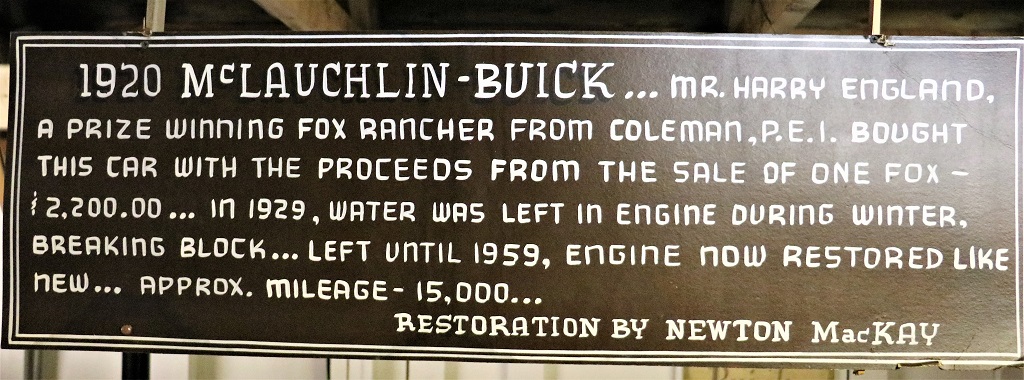 1920 McLAUCHLIN-BUICK... MR. HARRY ENGLAND,
A PRIZE WINNING FOX RANCHER FROM COLEMAN, P.E.I. BOUGHT
THIS CAR WITH THE PROCEEDS FROM THE SALE OF ONE FOX -
$2,200.00... IN 1929, WATER WAS LEFT IN ENGINE DURING WINTER,
BREAKING BLOCK... LEFT UNTIL 1959, ENGINE NOW RESTORED LIKE
NEW... APPROX. MILEAGE - 15,000...
RESTORATION BY NEWTON MacKAY